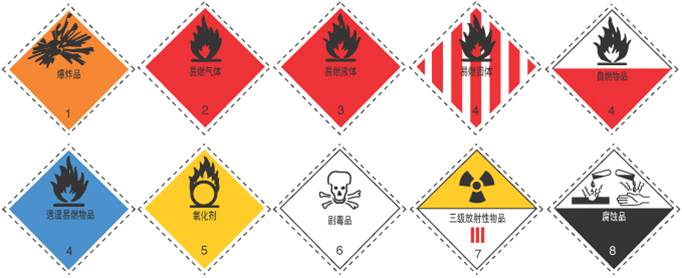 爆炸品
1
易燃气体
2
易燃液体
3
易燃固体
4
自燃物品
4
遇湿易燃物品
4
氧化剂
5
剧毒品
6
三级放射性物品
III
7
腐蚀品
8